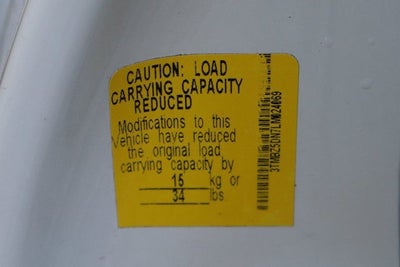 CAUTION: LOAD
CARRYING CAPACITY
REDUCED
Modifications to this
Vehicle have reduced
the original load
carrying capacity by
15 kg or
34 lbs